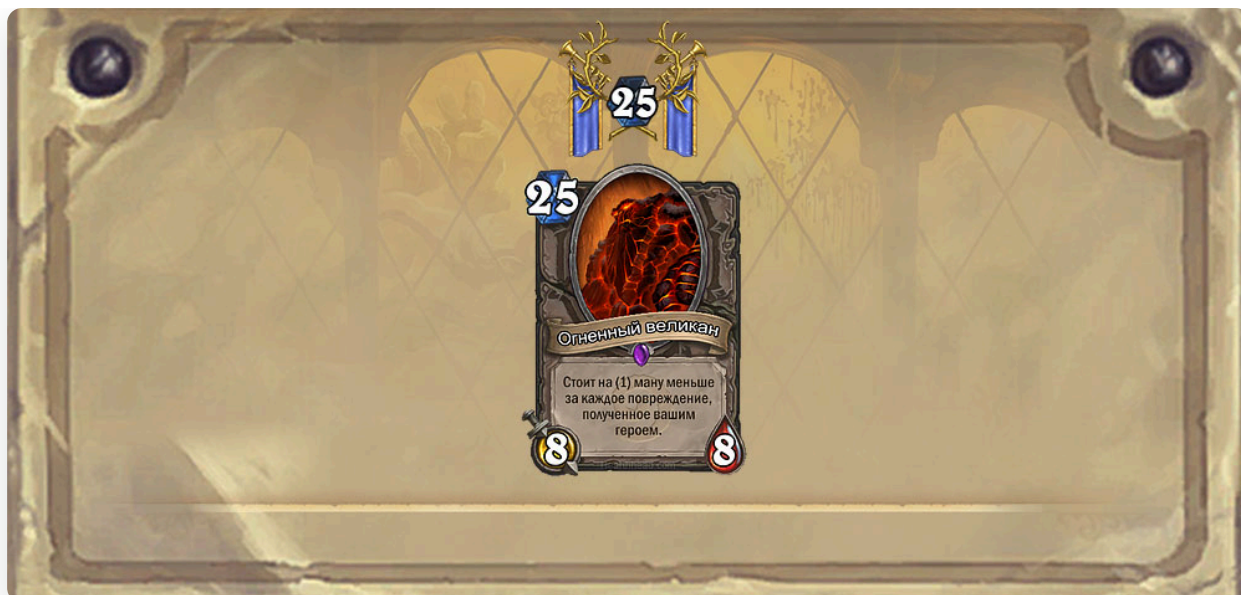 25
25
Огненный великан
Стоит на (1) ману меньше
за каждое повреждение,
полученное вашим
героем.
8
8